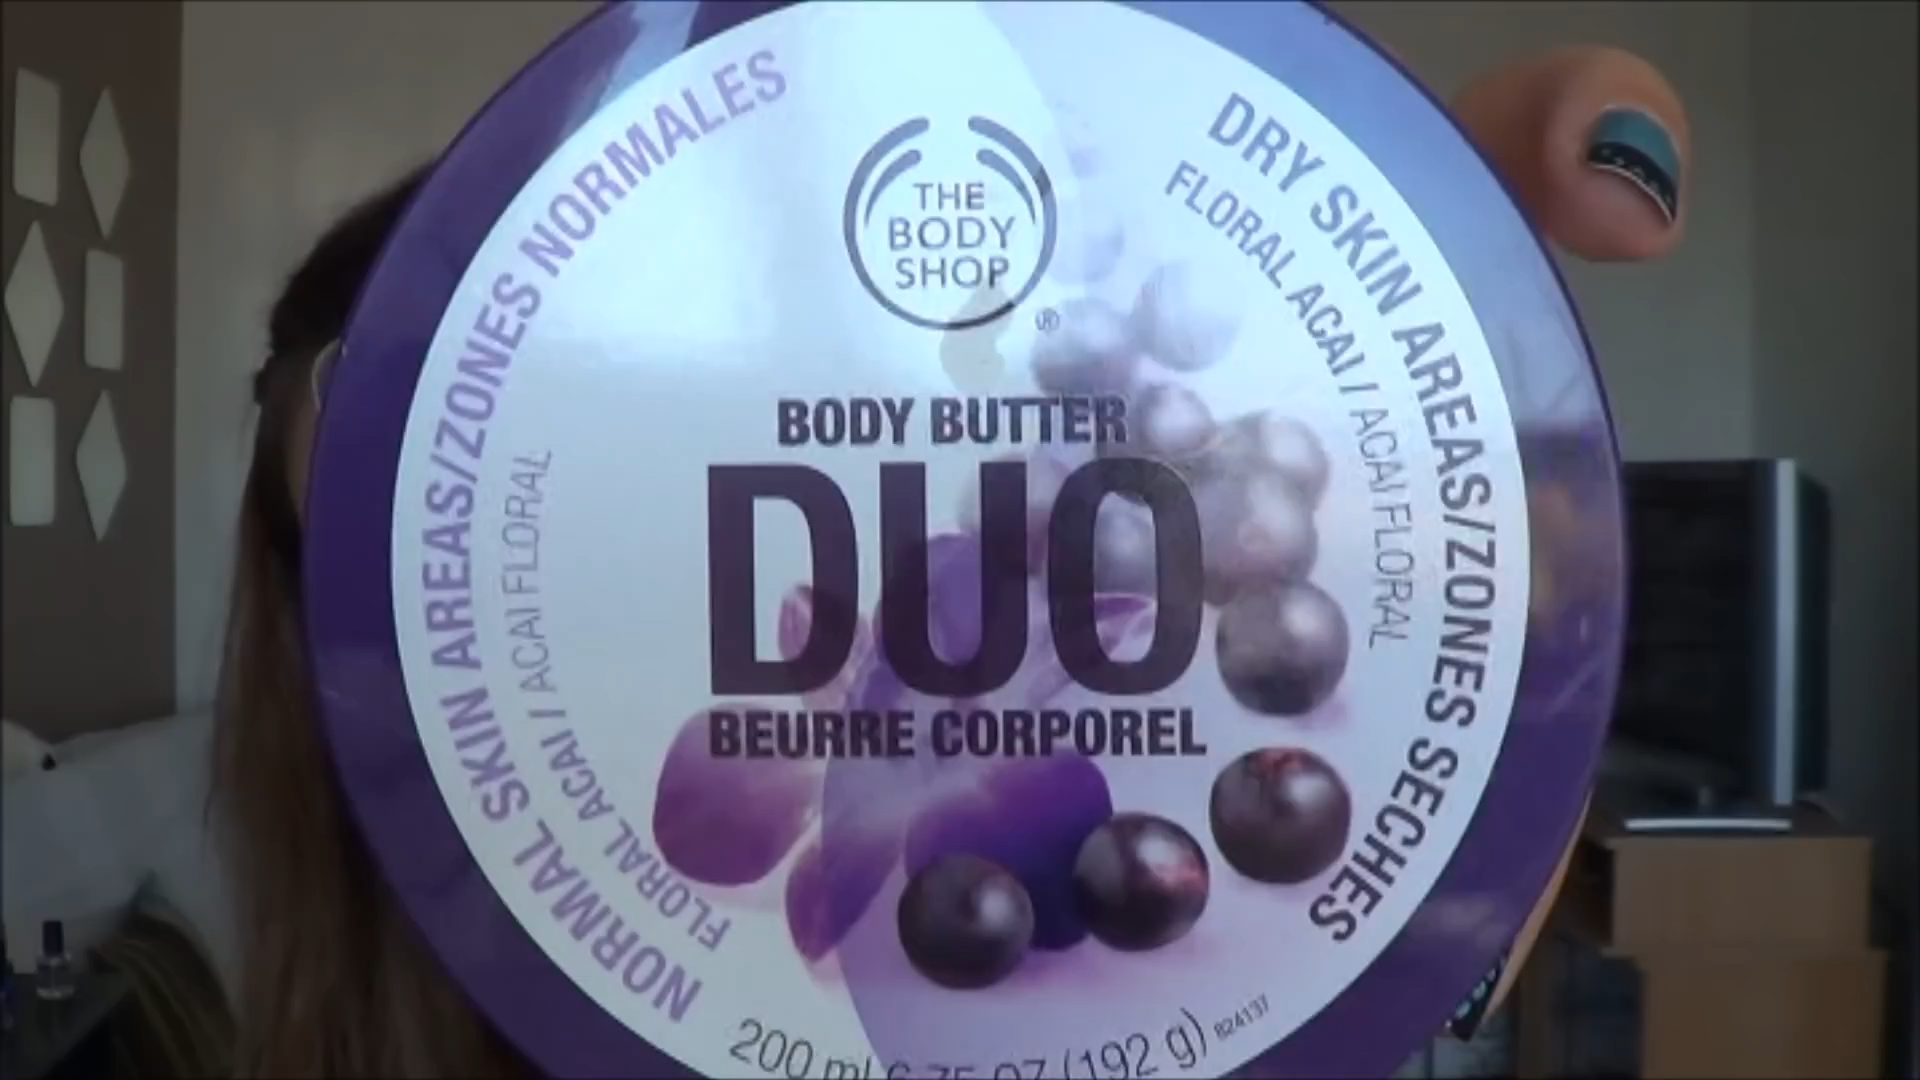 THE
BODY
SHOP
®
BODY BUTTER
DUO
BEURRE CORPOREL
NORMAL SKIN AREAS/ZONES NORMALES
FLORAL ACAI / ACAI FLORAL
DRY SKIN AREAS/ZONES SECHES
FLORAL ACAI / ACAI FLORAL
200 ml 6.75 OZ (192 g) 824137